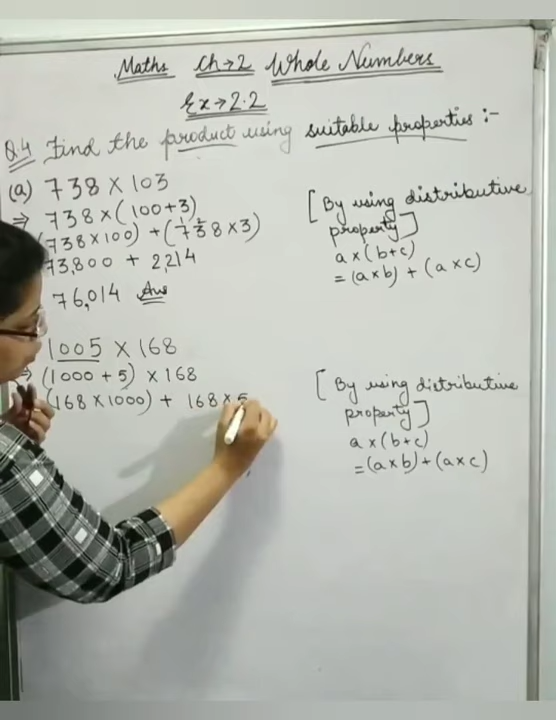 Maths Ch→2 Whole Numbers
Ex→2.2
Q.4 Find the product using suitable properties :-
(a) 738 × 103
⇒ 738 × (100+3)
(738 × 100) + (738 × 3)
73,800 + 2,214
76,014 Ans
1005 × 168
⇒ (1000 + 5) × 168
(168 × 1000) + 168 × 5
[By using distributive
property]
a × (b+c)
= (a×b) + (a×c)
[By using distributive
property]
a × (b+c)
= (a×b) + (a×c)